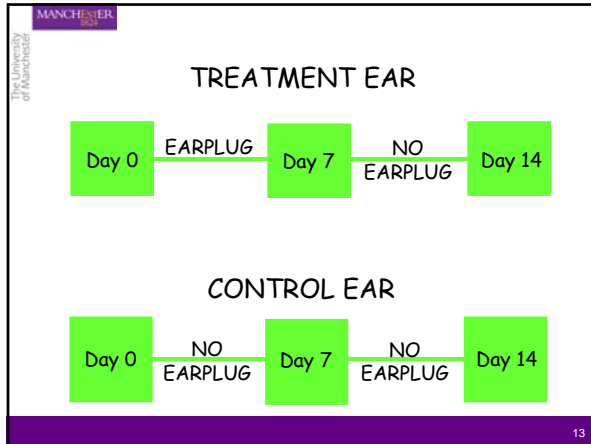 MANCHESTER
1824
The University
of Manchester
TREATMENT EAR
Day 0
EARPLUG
Day 7
NO
EARPLUG
Day 14
CONTROL EAR
Day 0
NO
EARPLUG
Day 7
NO
EARPLUG
Day 14
13